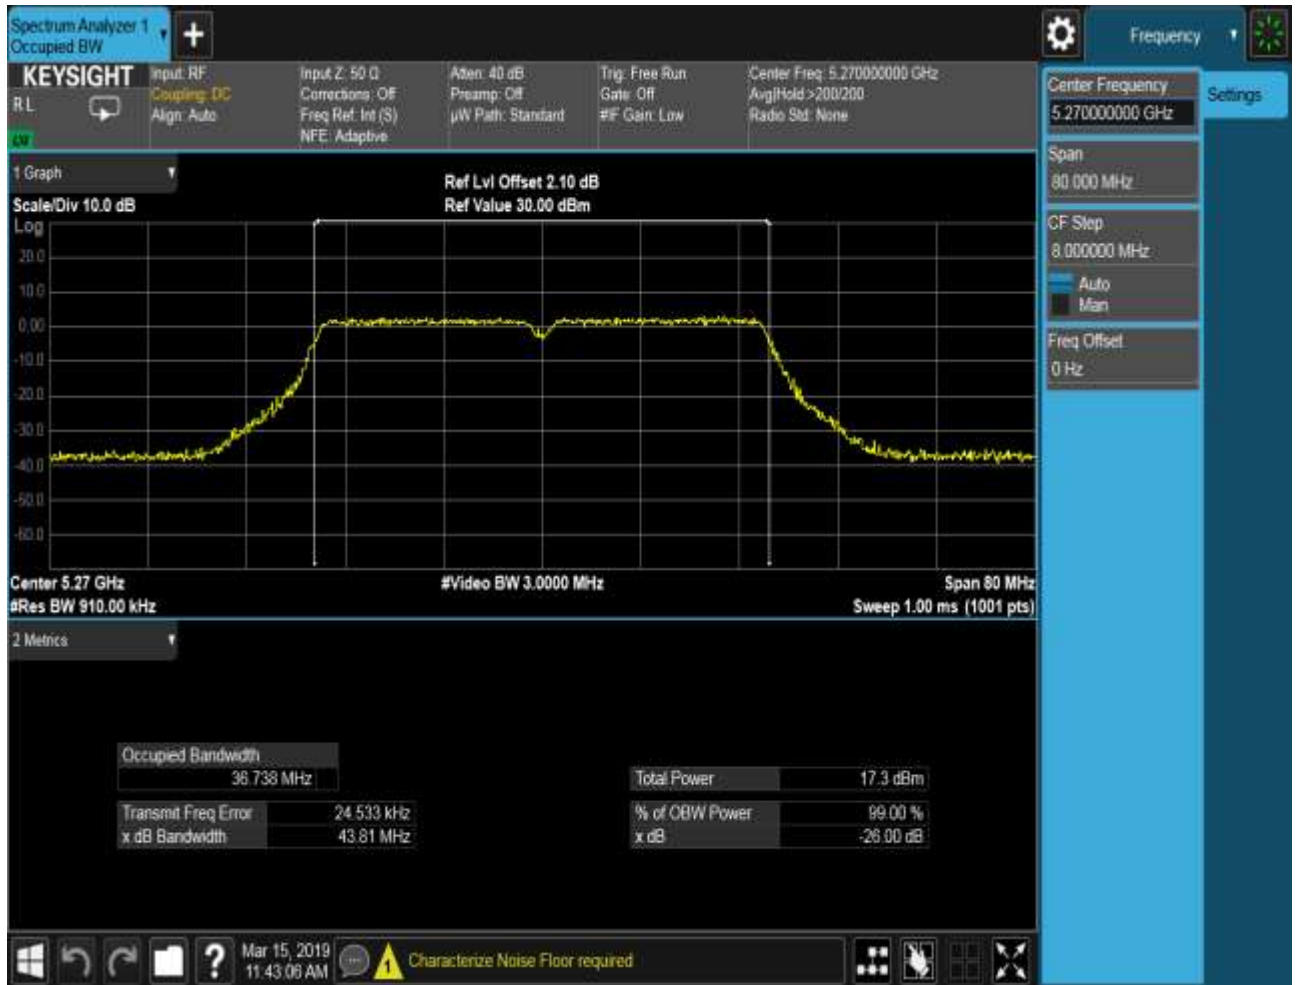 Spectrum Analyzer 1
Occupied BW
Frequency
KEYSIGHT
R L
Input: RF
Coupling: DC
Align: Auto
Input Z: 50 Ω
Corrections: Off
Freq Ref: Int (S)
NFE: Adaptive
Atten: 40 dB
Preamp: Off
µW Path: Standard
Trig: Free Run
Gate: Off
#IF Gain: Low
Center Freq: 5.270000000 GHz
Avg|Hold:>200/200
Radio Std: None
Center Frequency
5.270000000 GHz
Settings
Span
80.000 MHz
CF Step
8.000000 MHz
Auto
Man
Freq Offset
0 Hz
1 Graph
Scale/Div 10.0 dB
Ref Lvl Offset 2.10 dB
Ref Value 30.00 dBm
Log
20.0
10.0
0.00
-10.0
-20.0
-30.0
-40.0
-50.0
-60.0
Center 5.27 GHz
#Res BW 910.00 kHz
#Video BW 3.0000 MHz
Span 80 MHz
Sweep 1.00 ms (1001 pts)
2 Metrics
Occupied Bandwidth
36.738 MHz
Transmit Freq Error 24.533 kHz
x dB Bandwidth 43.81 MHz
Total Power 17.3 dBm
% of OBW Power 99.00 %
x dB -26.00 dB
Mar 15, 2019
11:43:06 AM
1
Characterize Noise Floor required